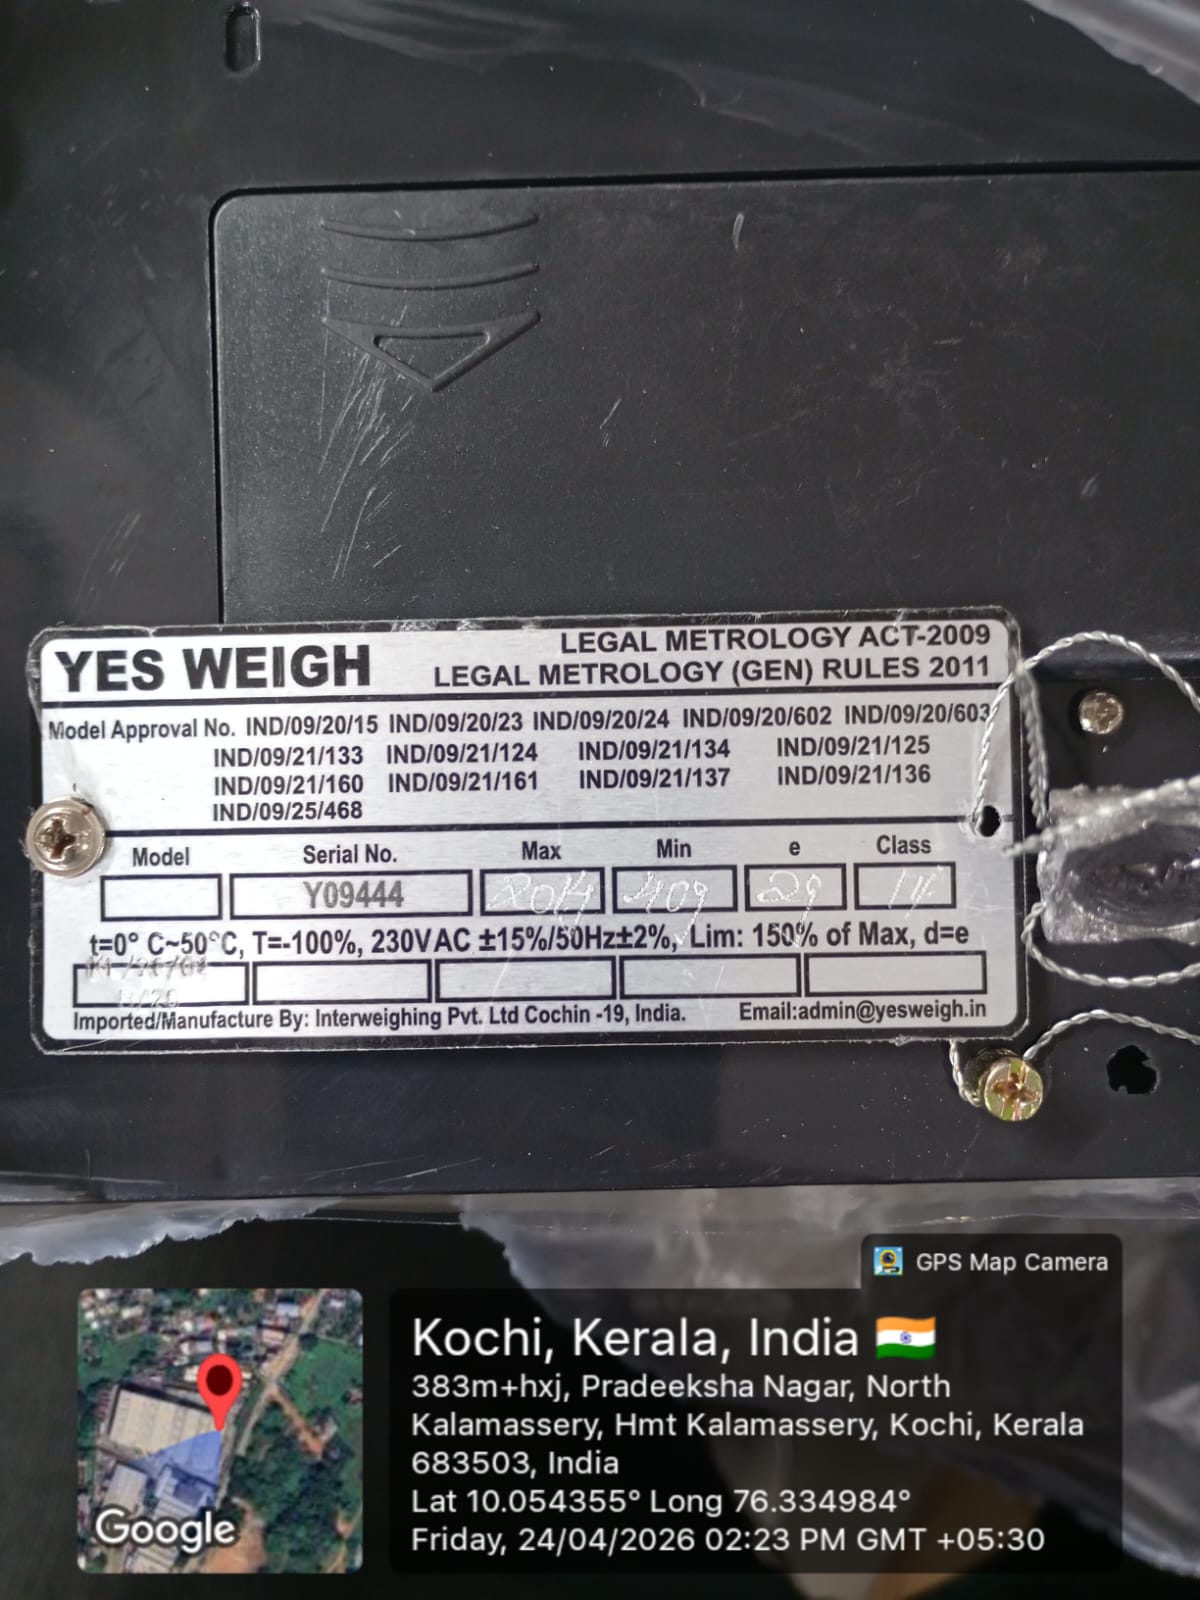 YES WEIGH
LEGAL METROLOGY ACT-2009
LEGAL METROLOGY (GEN) RULES 2011
Model Approval No. IND/09/20/15 IND/09/20/23 IND/09/20/24 IND/09/20/602 IND/09/20/603
IND/09/21/133 IND/09/21/124 IND/09/21/134 IND/09/21/125
IND/09/21/160 IND/09/21/161 IND/09/21/137 IND/09/21/136
IND/09/25/468
Model Serial No. Max Min e Class
Y09444 40g 2g
t=0° C~50°C, T=-100%, 230VAC ±15%/50Hz±2%, Lim: 150% of Max, d=e
Imported/Manufacture By: Interweighing Pvt. Ltd Cochin -19, India. Email:admin@yesweigh.in
GPS Map Camera
Kochi, Kerala, India
383m+hxj, Pradeeksha Nagar, North
Kalamassery, Hmt Kalamassery, Kochi, Kerala
683503, India
Lat 10.054355° Long 76.334984°
Friday, 24/04/2026 02:23 PM GMT +05:30
Google